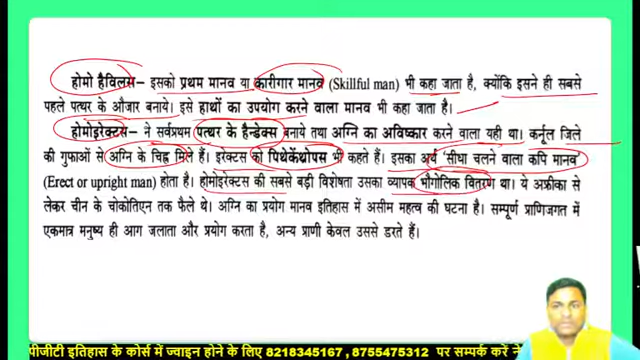 होमो हैविलस– इसको प्रथम मानव या कारीगार मानव (Skillful man) भी कहा जाता है, क्योंकि इसने ही सबसे
पहले पत्थर के औजार बनाये। इसे हाथों का उपयोग करने वाला मानव भी कहा जाता है।
होमोइरेक्टस– ने सर्वप्रथम पत्थर के हैन्डेक्स बनाये तथा अग्नि का अविष्कार करने वाला यही था। कर्नूल जिले
की गुफाओं से अग्नि के चिह्न मिले हैं। इरेक्टस को पिथेकेंथोपस भी कहते हैं। इसका अर्थ 'सीधा चलने वाला कपि मानव'
(Erect or upright man) होता है। होमोइरेक्टस की सबसे बड़ी विशेषता उसका व्यापक भौगोलिक वितरण था। ये अफ्रीका से
लेकर चीन के चोकोतिएन तक फैले थे। अग्नि का प्रयोग मानव इतिहास में असीम महत्व की घटना है। सम्पूर्ण प्राणिजगत में
एकमात्र मनुष्य ही आग जलाता और प्रयोग करता है, अन्य प्राणी केवल उससे डरते हैं।
पीजीटी इतिहास के कोर्स में ज्वाइन होने के लिए 8218345167, 8755475312 पर सम्पर्क करें